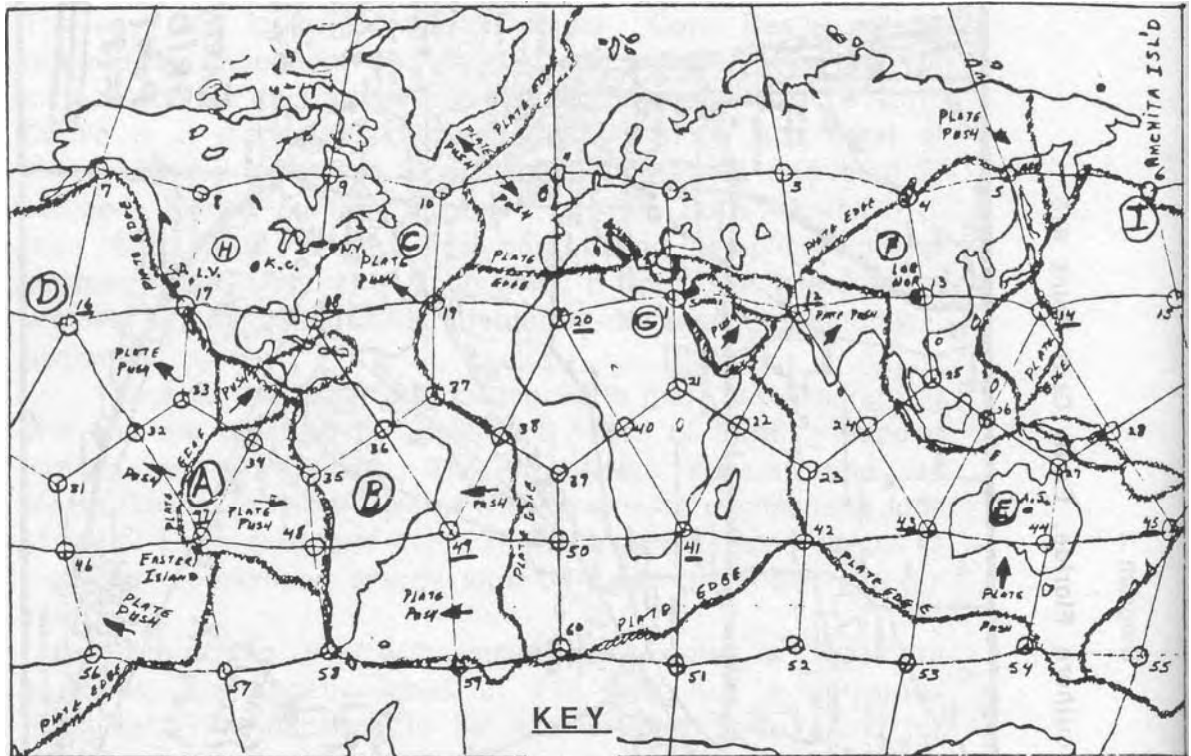 AMCHITA ISL'D
PLATE EDGE
PLATE PUSH
PUSH
7
8
9
10
2
3
4
5
6
PLATE EDGE
PLATE EDGE
H
N.Y.
K.C.
L.V.
C
PLATE PUSH
PLATE EDGE
F
LOB NOR
I
D
16
17
18
19
20
G
1
PUSH
12
PLATE PUSH
13
14
15
PLATE EDGE
PLATE PUSH
PUSH
33
37
21
25
26
32
34
36
38
40
22
24
28
PUSH
31
A
35
B
PUSH
39
23
27
PLATE PUSH
PLATE EDGE
E
A.S.
47
48
49
50
41
42
43
44
45
46
EASTER ISLAND
PLATE PUSH
PLATE PUSH
PLATE EDGE
PLATE EDGE
PLATE PUSH
56
57
58
59
60
51
52
53
54
55
PLATE EDGE
KEY